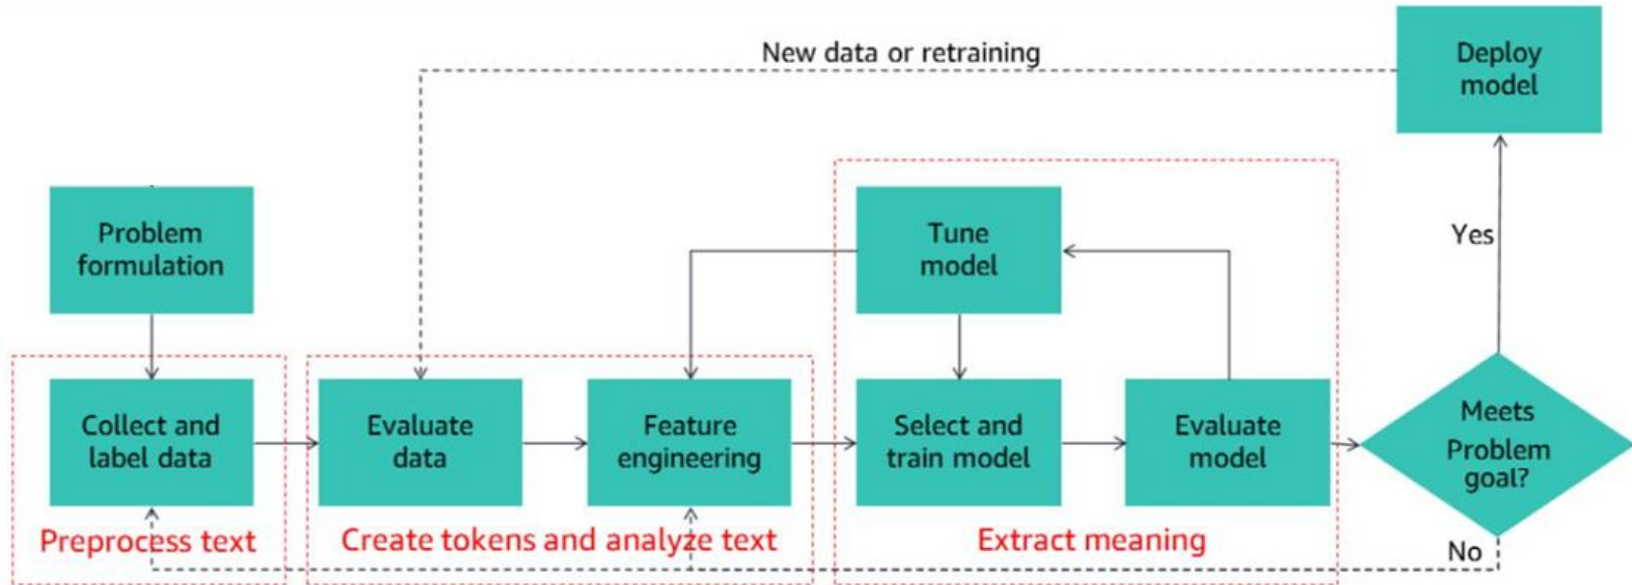 New data or retraining
Deploy
model
Problem
formulation
Tune
model
Yes
Collect and
label data
Evaluate
data
Feature
engineering
Select and
train model
Evaluate
model
Meets
Problem
goal?
Preprocess text
Create tokens and analyze text
Extract meaning
No